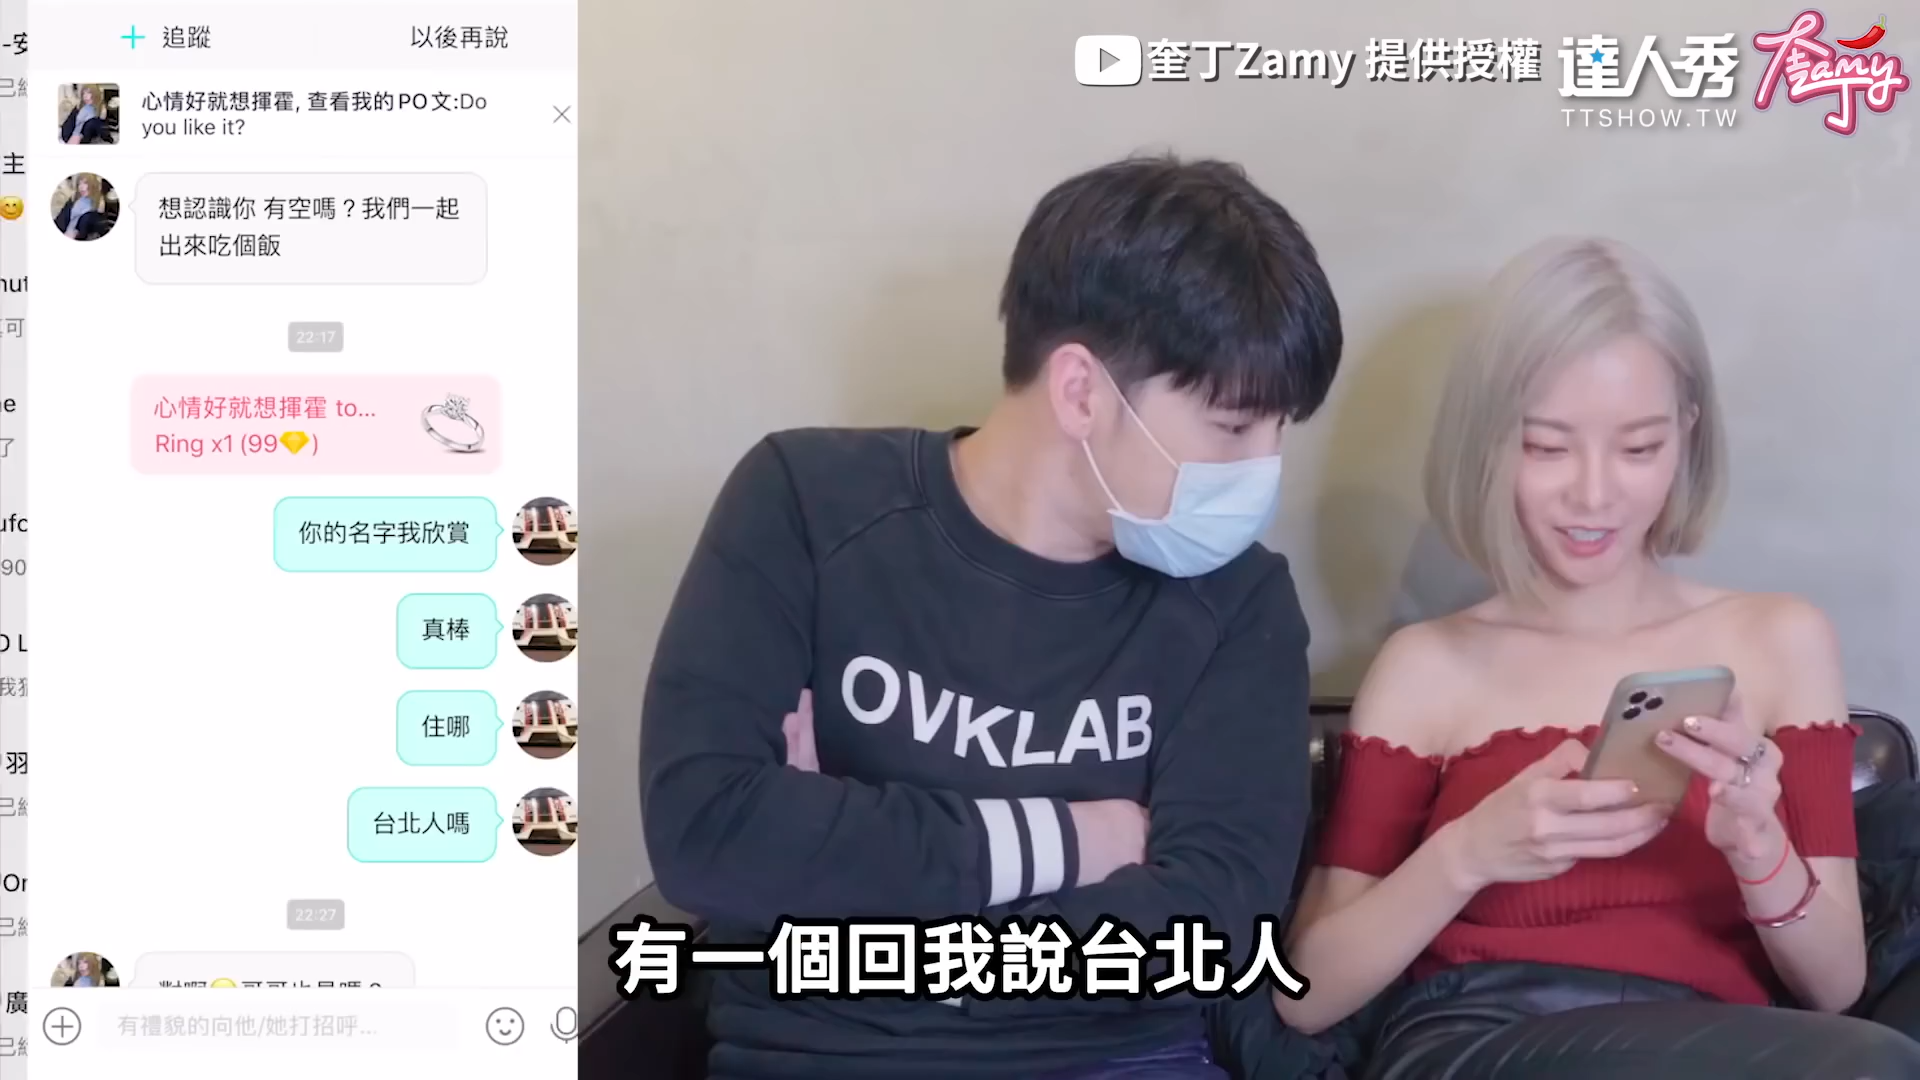 追蹤
以後再說
心情好就想揮霍, 查看我的PO文:Do
you like it?
想認識你 有空嗎？我們一起
出來吃個飯
22:17
心情好就想揮霍 to...
Ring x1 (99💎)
你的名字我欣賞
真棒
住哪
台北人嗎
22:27
有禮貌的向他/她打招呼...
奎丁Zamy 提供授權
達人秀
TTSHOW.TW
奎丁
Zamy
OVKLAB
有一個回我說台北人